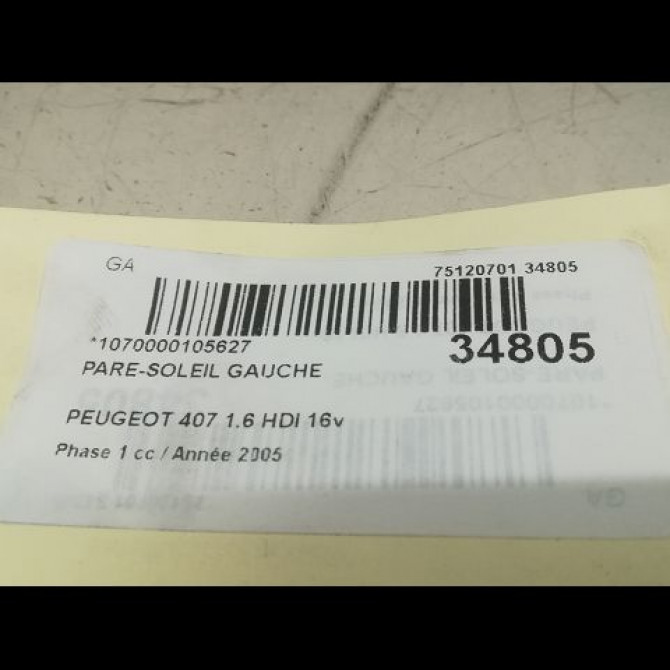 GA 75120701 34805
*1070000105627 34805
PARE-SOLEIL GAUCHE
PEUGEOT 407 1.6 HDI 16v
Phase 1 cc / Année 2005